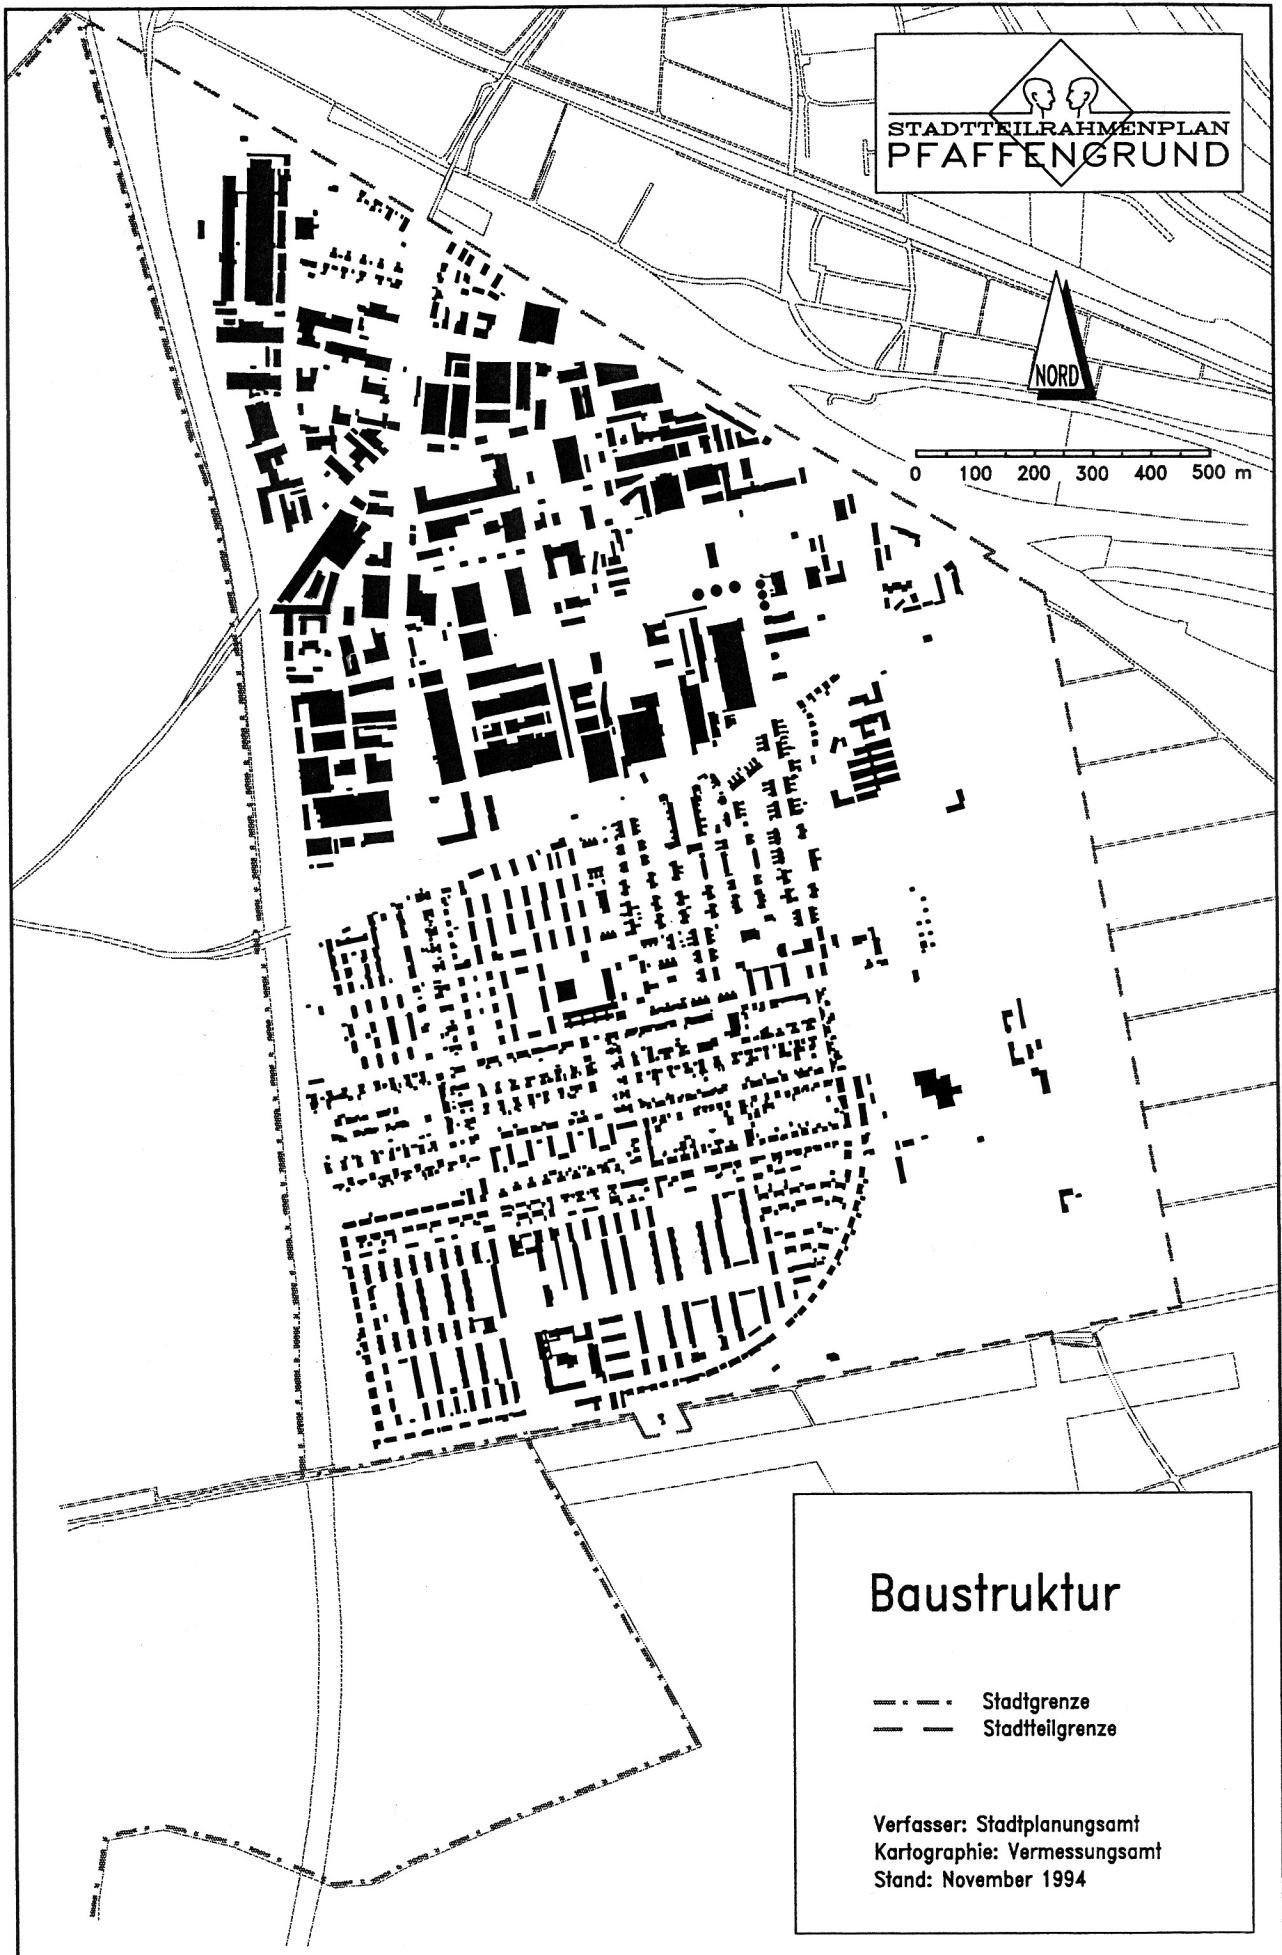 STADTTEILRAHMENPLAN
PFAFFENGRUND
NORD
0 100 200 300 400 500 m
Baustruktur
Stadtgrenze
Stadtteilgrenze
Verfasser: Stadtplanungsamt
Kartographie: Vermessungsamt
Stand: November 1994